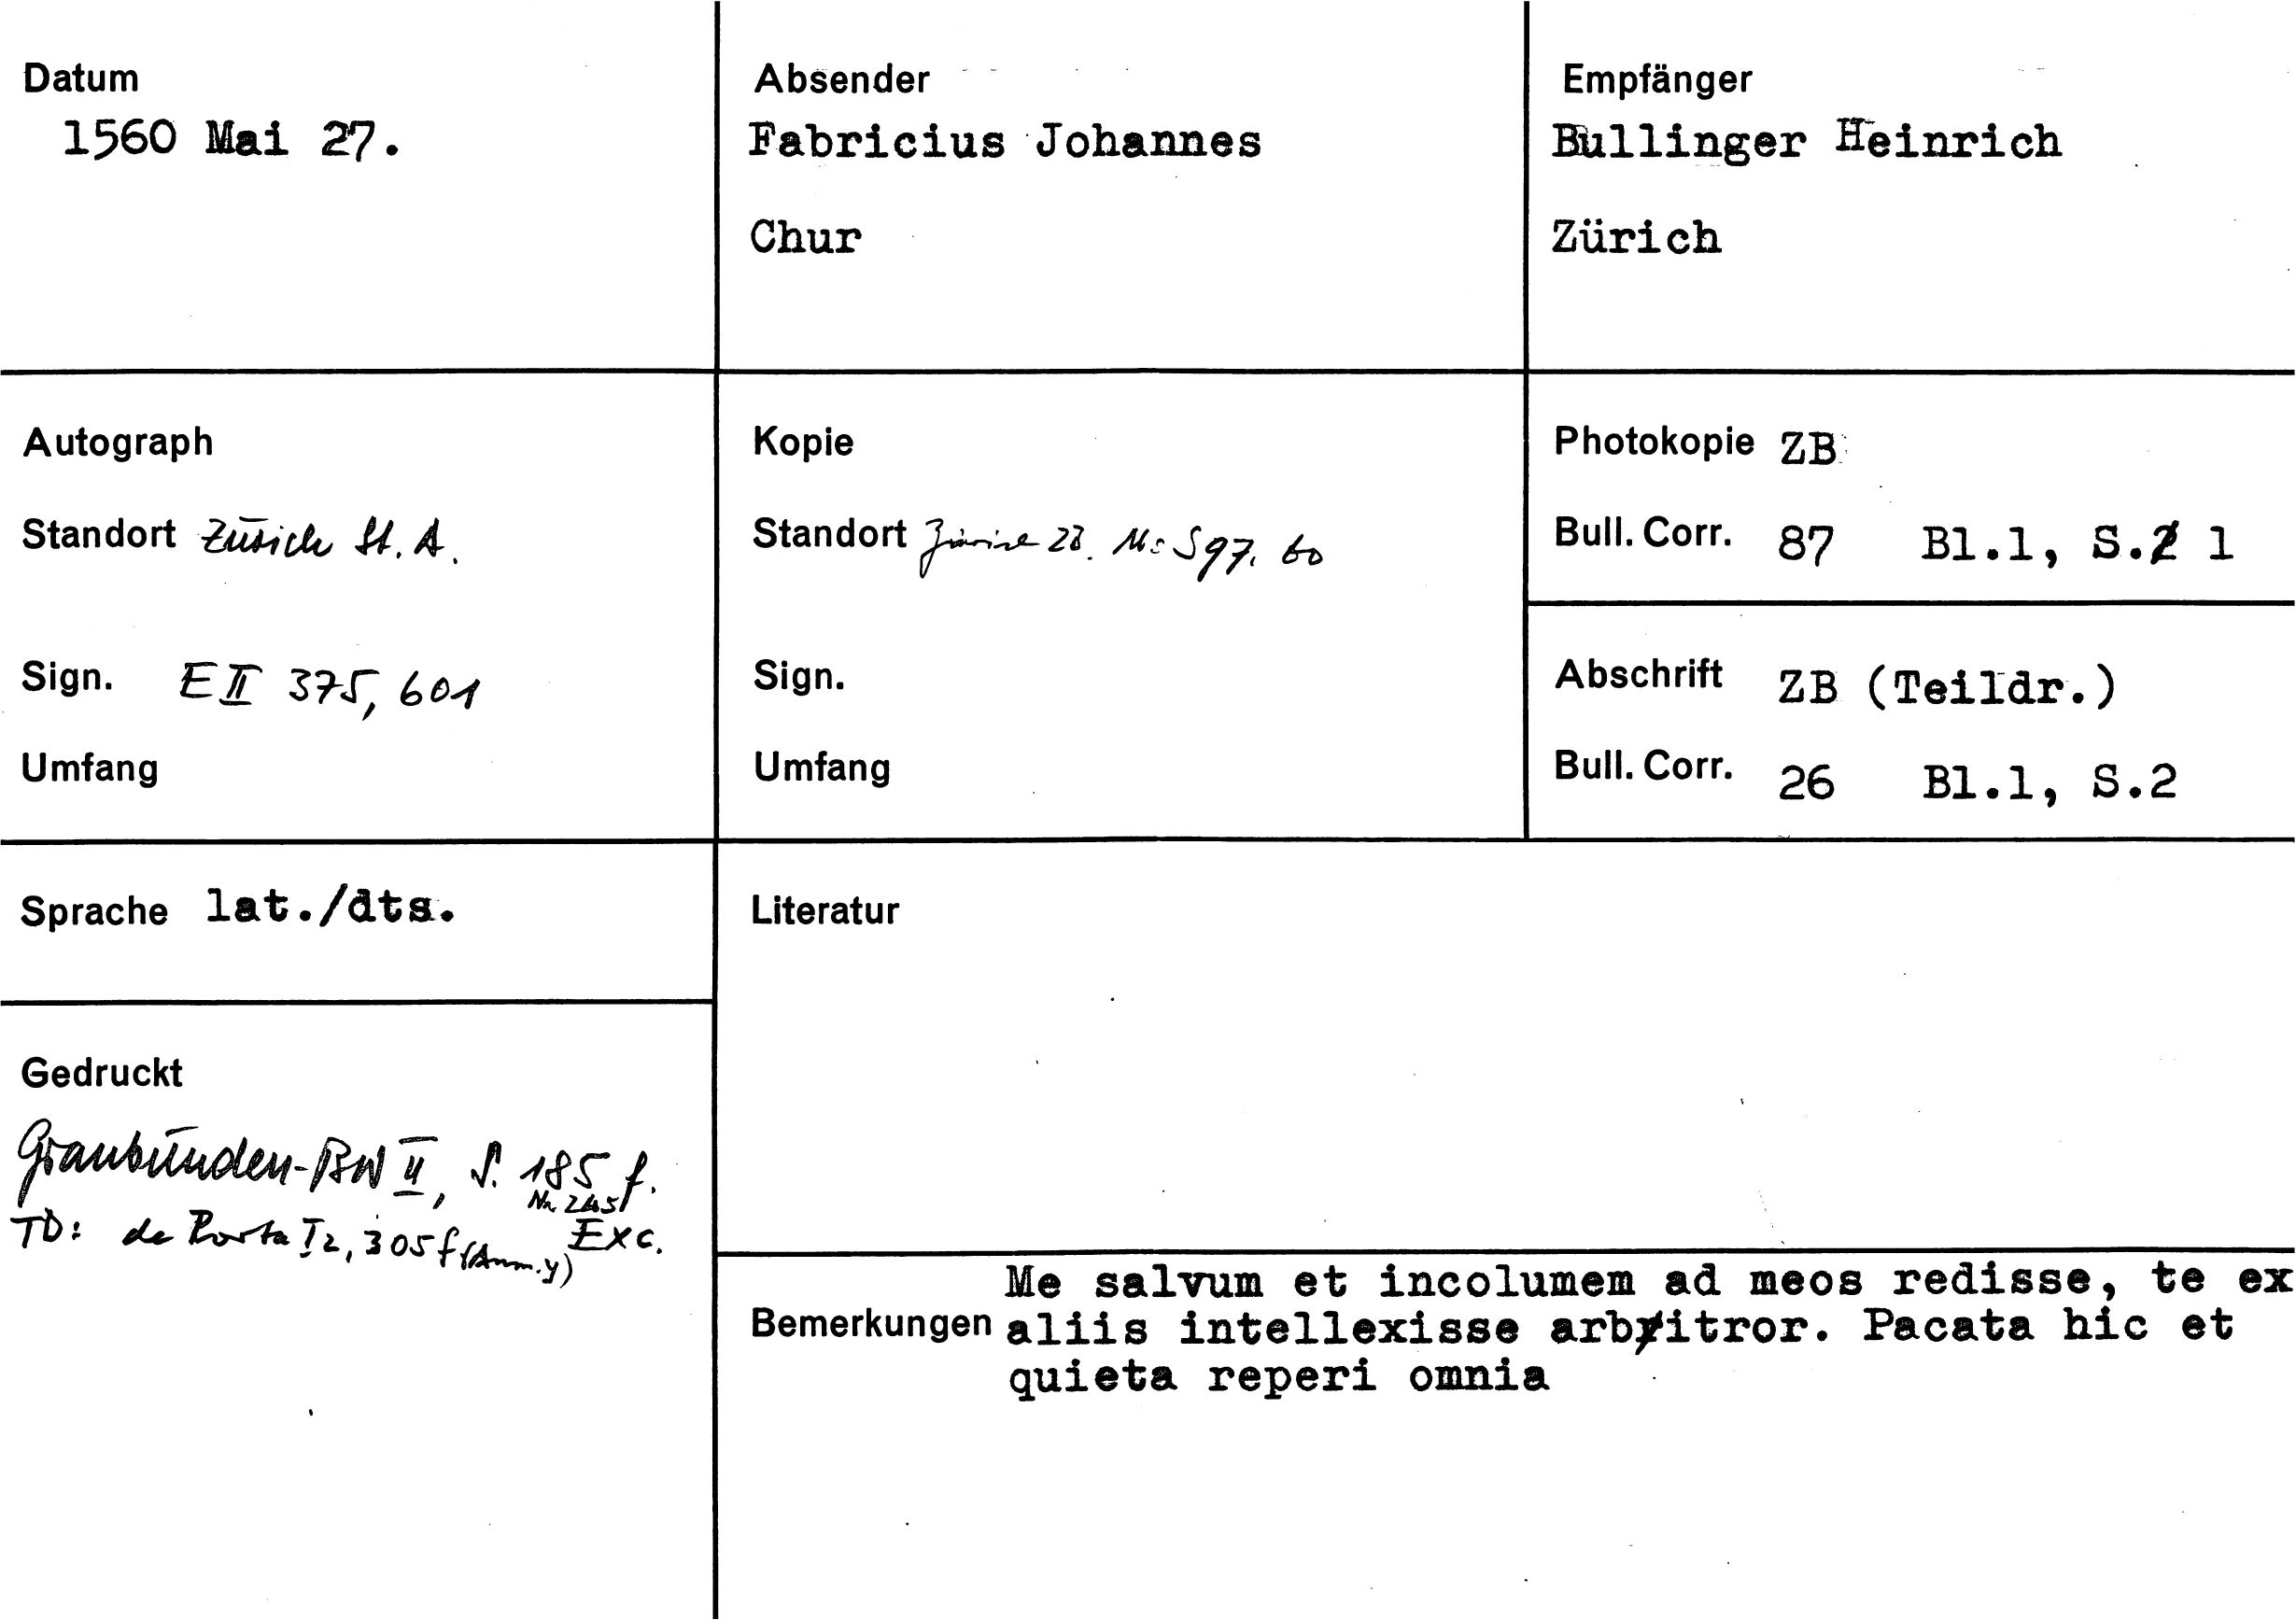 Datum
1560 Mai 27.
Absender
Fabricius Johannes
Chur
Empfänger
Bullinger Heinrich
Zürich
Autograph
Standort Zürich St. A.
Sign. E II 375, 601
Umfang
Kopie
Standort Zürich ZB. Ms S 97, 60
Sign.
Umfang
Photokopie ZB
Bull. Corr. 87 Bl.1, S.2 1
Abschrift ZB (Teildr.)
Bull. Corr. 26 Bl.1, S.2
Sprache lat./dts.
Literatur
Gedruckt
Graubünden-BW II, S. 185 f.
Nr. 245
TD: de Porta I2, 305 f (Anm. y) Exc.
Bemerkungen
Me salvum et incolumem ad meos redisse, te ex
aliis intellexisse arbitror. Pacata hic et
quieta reperi omnia